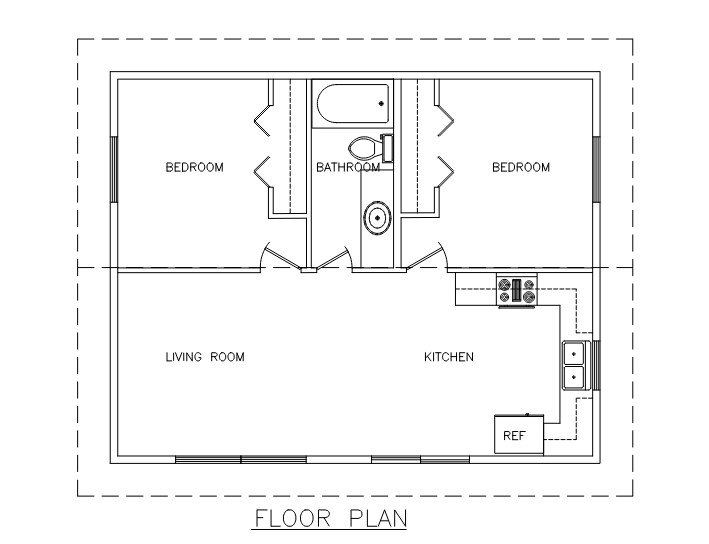 BEDROOM
BATHROOM
BEDROOM
LIVING ROOM
KITCHEN
REF
FLOOR PLAN